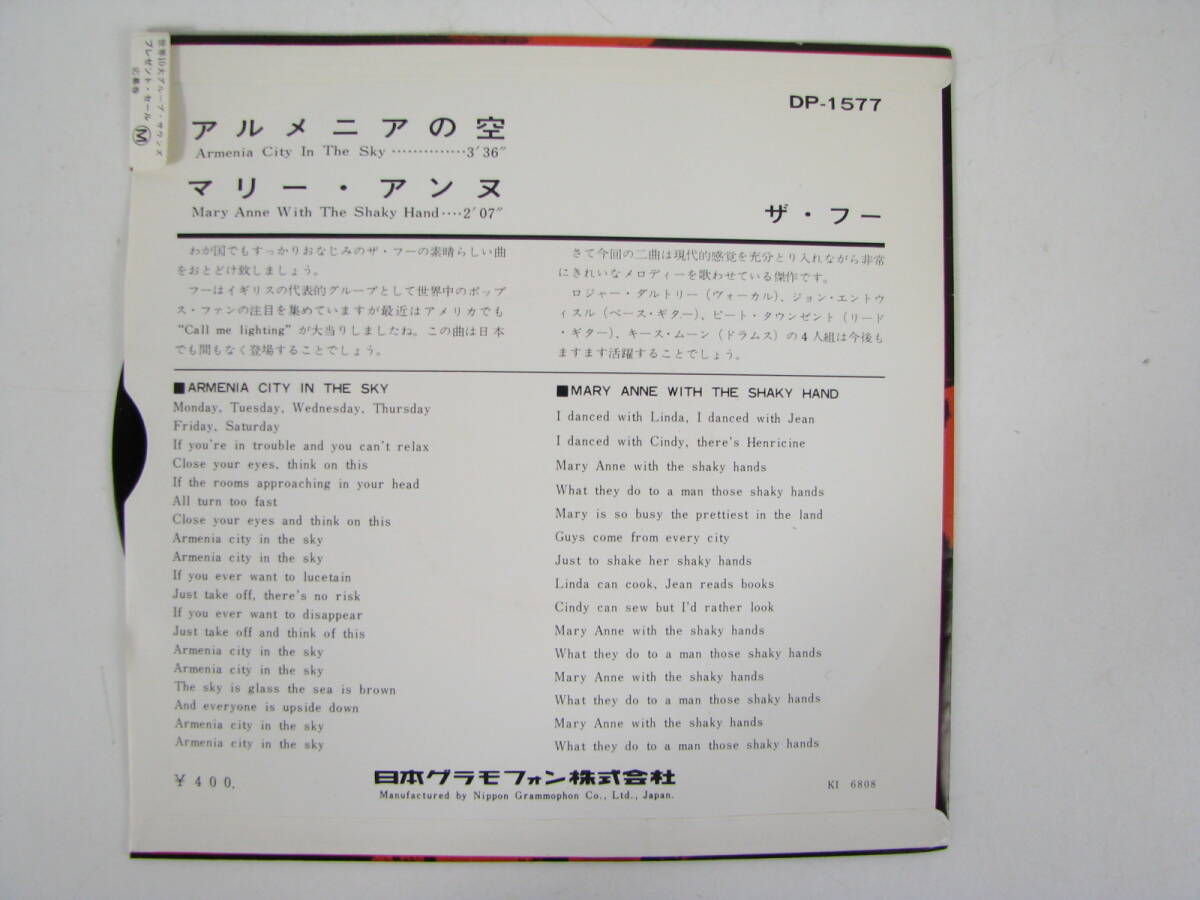 世界10大グループ・サウンズ
プレゼント・セール
応募券
M
DP-1577
アルメニアの空
Armenia City In The Sky ··············3′36″
マリー・アンヌ
Mary Anne With The Shaky Hand····2′07″
ザ・フー
わが国でもすっかりおなじみのザ・フーの素晴らしい曲
をおとどけ致しましょう。
フーはイギリスの代表的グループとして世界中のポップ
ス・ファンの注目を集めていますが最近はアメリカでも
“Call me lighting”が大当りしましたね。この曲は日本
でも間もなく登場することでしょう。
さて今回の二曲は現代的感覚を充分とり入れながら非常
にきれいなメロディーを歌わせている傑作です。
ロジャー・ダルトリー（ヴォーカル）、ジョン・エントウ
ィスル（ベース・ギター）、ピート・タウンゼント（リード
・ギター）、キース・ムーン（ドラムス）の4人組は今後も
ますます活躍することでしょう。
■ARMENIA CITY IN THE SKY
Monday, Tuesday, Wednesday, Thursday
Friday, Saturday
If you're in trouble and you can't relax
Close your eyes, think on this
If the rooms approaching in your head
All turn too fast
Close your eyes and think on this
Armenia city in the sky
Armenia city in the sky
If you ever want to lucetain
Just take off, there's no risk
If you ever want to disappear
Just take off and think of this
Armenia city in the sky
Armenia city in the sky
The sky is glass the sea is brown
And everyone is upside down
Armenia city in the sky
Armenia city in the sky
■MARY ANNE WITH THE SHAKY HAND
I danced with Linda, I danced with Jean
I danced with Cindy, there's Henricine
Mary Anne with the shaky hands
What they do to a man those shaky hands
Mary is so busy the prettiest in the land
Guys come from every city
Just to shake her shaky hands
Linda can cook, Jean reads books
Cindy can sew but I'd rather look
Mary Anne with the shaky hands
What they do to a man those shaky hands
Mary Anne with the shaky hands
What they do to a man those shaky hands
Mary Anne with the shaky hands
What they do to a man those shaky hands
¥400.
日本グラモフォン株式会社
Manufactured by Nippon Grammophon Co., Ltd., Japan.
KI 6808